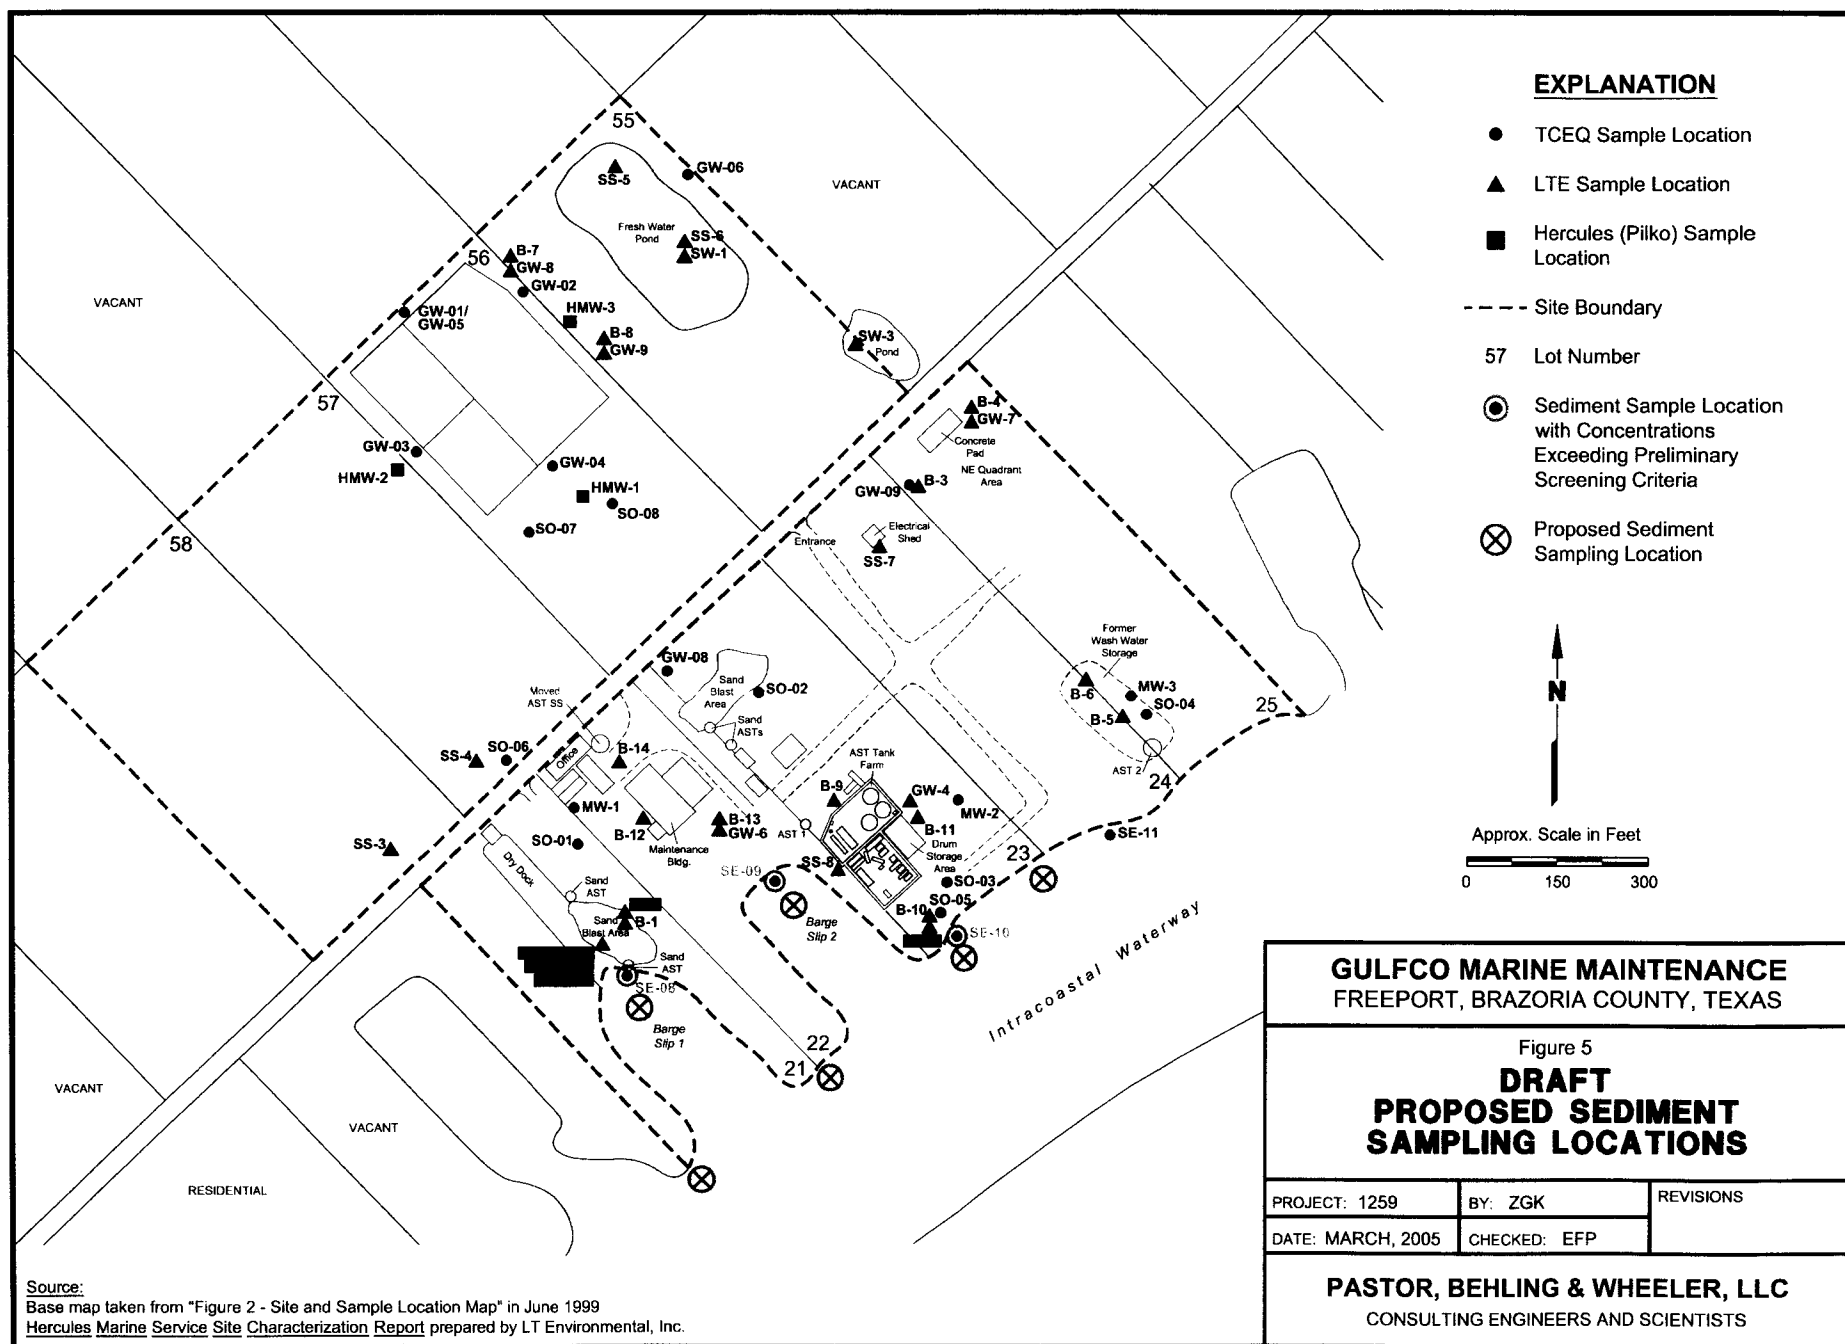 55
GW-06
SS-5
VACANT
Fresh Water
Pond
SS-6
SW-1
B-7
56
GW-8
GW-02
VACANT
HMW-3
GW-01/
GW-05
B-8
GW-9
SW-3
Pond
57
B-4
GW-7
Concrete
Pad
GW-03
GW-04
NE Quadrant
Area
HMW-2
B-3
GW-09
HMW-1
SO-08
SO-07
Electrical
Shed
Entrance
58
SS-7
Former
Wash Water
Storage
GW-08
Sand
Blast
Area
SO-02
MW-3
B-6
SO-04
Moved
AST SS
B-5
25
Sand
ASTs
SS-4
SO-06
Office
B-14
AST Tank
Farm
AST 2
24
B-9
GW-4
MW-2
MW-1
B-12
B-13
GW-6
AST 1
B-11
SE-11
SO-01
Maintenance
Bldg.
Drum
Storage
Area
SS-3
Dry Dock
SE-09
SS-8
23
Sand
AST
SO-03
B-10
SO-05
Sand
Blast Area
B-1
Barge
Slip 2
SE-10
Sand
AST
SE-08
Intracoastal Waterway
Barge
Slip 1
22
21
VACANT
VACANT
RESIDENTIAL
Source:
Base map taken from "Figure 2 - Site and Sample Location Map" in June 1999
Hercules Marine Service Site Characterization Report prepared by LT Environmental, Inc.
EXPLANATION
TCEQ Sample Location
LTE Sample Location
Hercules (Pilko) Sample
Location
Site Boundary
57 Lot Number
Sediment Sample Location
with Concentrations
Exceeding Preliminary
Screening Criteria
Proposed Sediment
Sampling Location
N
Approx. Scale in Feet
0 150 300
GULFCO MARINE MAINTENANCE
FREEPORT, BRAZORIA COUNTY, TEXAS
Figure 5
DRAFT
PROPOSED SEDIMENT
SAMPLING LOCATIONS
PROJECT: 1259
BY: ZGK
REVISIONS
DATE: MARCH, 2005
CHECKED: EFP
PASTOR, BEHLING & WHEELER, LLC
CONSULTING ENGINEERS AND SCIENTISTS